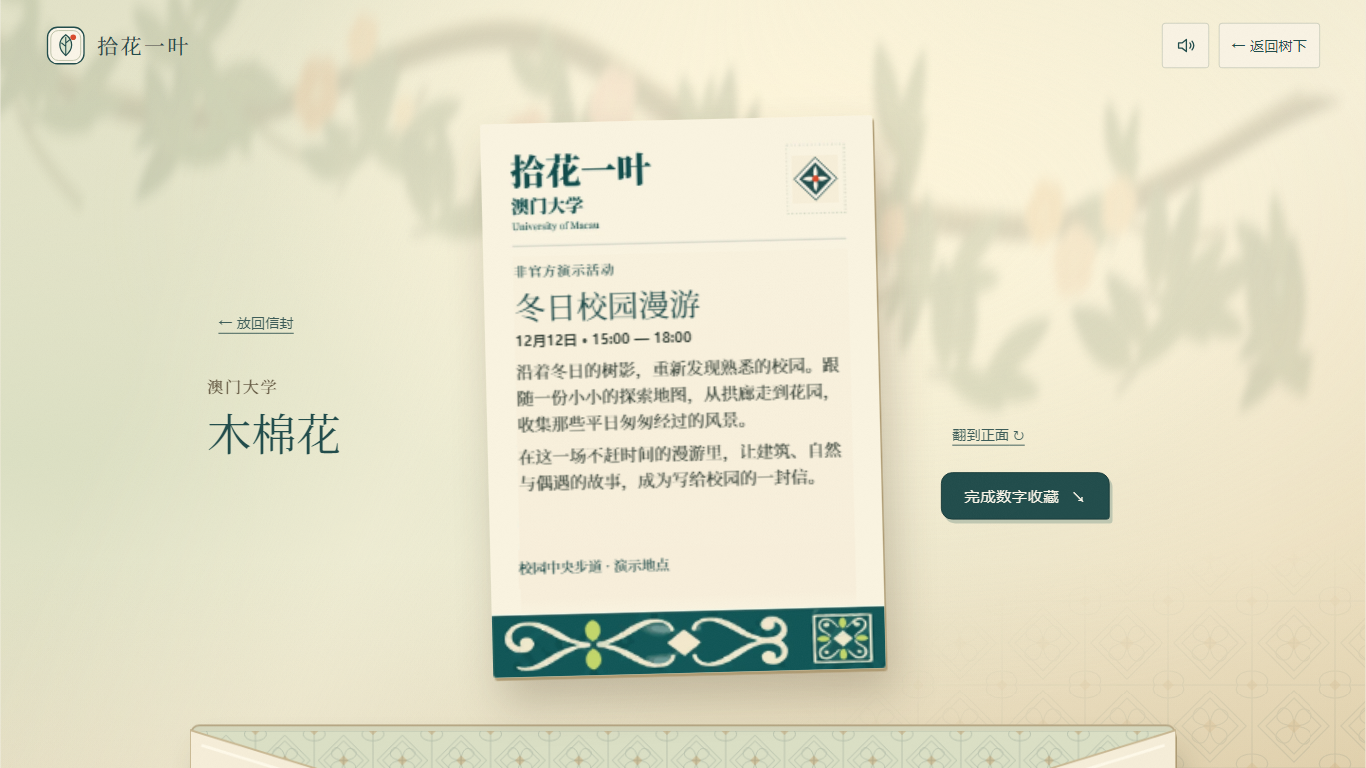 拾花一叶
← 返回树下
拾花一叶
澳门大学
University of Macau
非官方演示活动
冬日校园漫游
12月12日 • 15:00 — 18:00
沿着冬日的树影，重新发现熟悉的校园。跟
随一份小小的探索地图，从拱廊走到花园，
收集那些平日匆匆经过的风景。
在这一场不赶时间的漫游里，让建筑、自然
与偶遇的故事，成为写给校园的一封信。
校园中央步道 · 演示地点
← 放回信封
澳门大学
木棉花
翻到正面 ↻
完成数字收藏 ↘